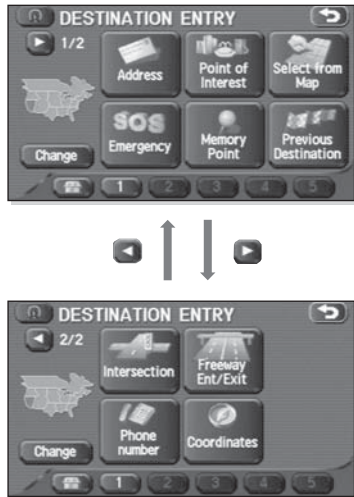 DESTINATION ENTRY
1/2
Address
Point of
Interest
Select from
Map
SOS
Emergency
Memory
Point
Previous
Destination
Change
1 2 3 4 5
DESTINATION ENTRY
2/2
Intersection
Freeway
Ent/Exit
Phone
number
Coordinates
Change
1 2 3 4 5